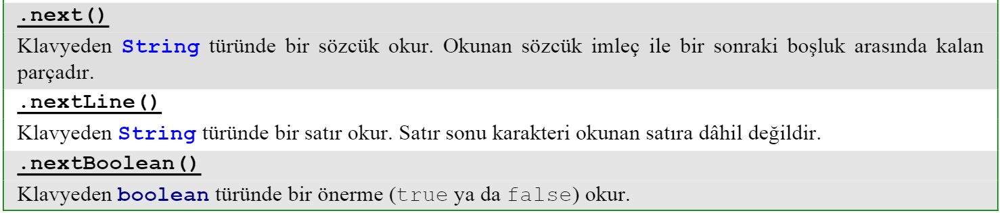 .next()
Klavyeden String türünde bir sözcük okur. Okunan sözcük imleç ile bir sonraki boşluk arasında kalan
parçadır.
.nextLine()
Klavyeden String türünde bir satır okur. Satır sonu karakteri okunan satıra dâhil değildir.
.nextBoolean()
Klavyeden boolean türünde bir önerme (true ya da false) okur.